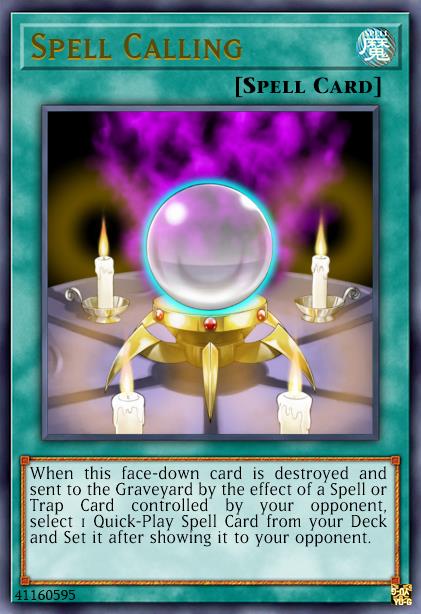 Spell Calling
SPELL
魔
[Spell Card]
When this face-down card is destroyed and
sent to the Graveyard by the effect of a Spell or
Trap Card controlled by your opponent,
select 1 Quick-Play Spell Card from your Deck
and Set it after showing it to your opponent.
41160595